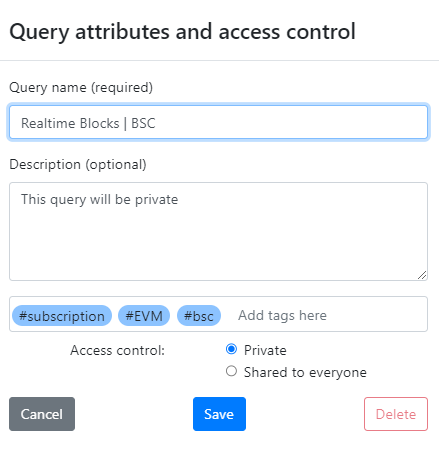 Query attributes and access control
Query name (required)
Realtime Blocks | BSC
Description (optional)
This query will be private
#subscription #EVM #bsc Add tags here
Access control: Private
Shared to everyone
Cancel Save Delete